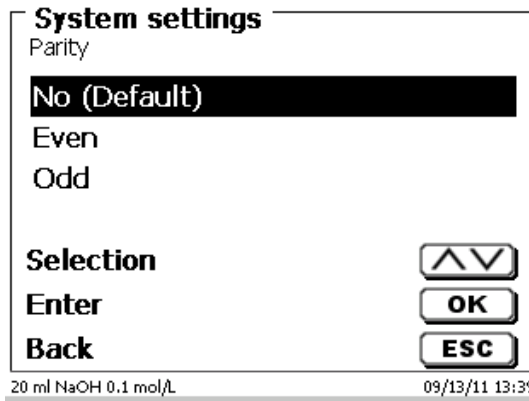 System settings
Parity
No (Default)
Even
Odd
Selection
Enter OK
Back ESC
20 ml NaOH 0.1 mol/L 09/13/11 13:39